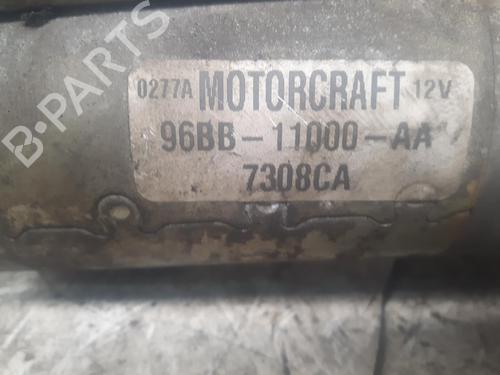 B-PARTS
0277A MOTORCRAFT 12V
96BB-11000-AA
7308CA